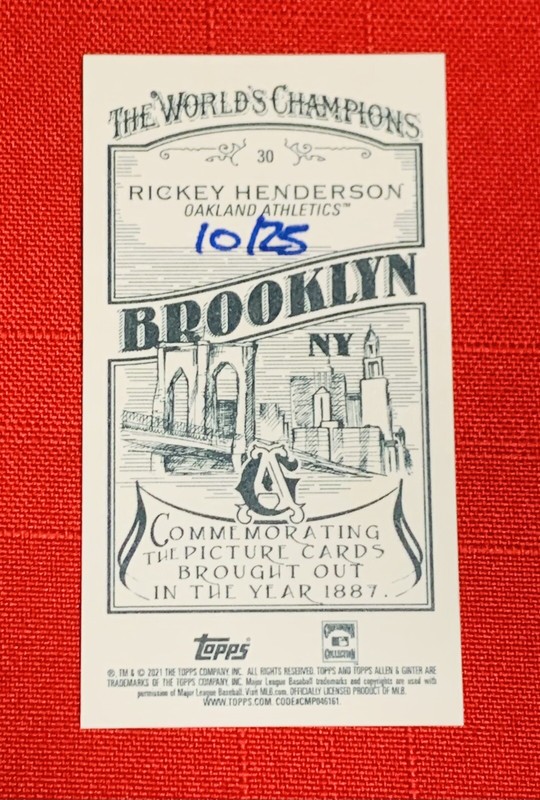 THE WORLD'S CHAMPIONS
30
RICKEY HENDERSON
OAKLAND ATHLETICS™
10/25
BROOKLYN
NY
AG
COMMEMORATING
THE PICTURE CARDS
BROUGHT OUT
IN THE YEAR 1887.
Topps
COOPERSTOWN
COLLECTION
®, TM & © 2021 THE TOPPS COMPANY, INC. ALL RIGHTS RESERVED. TOPPS AND TOPPS ALLEN & GINTER ARE
TRADEMARKS OF THE TOPPS COMPANY, INC. Major League Baseball trademarks and copyrights are used with
permission of Major League Baseball. Visit MLB.com. OFFICIALLY LICENSED PRODUCT OF MLB.
WWW.TOPPS.COM. CODE#CMP046161.